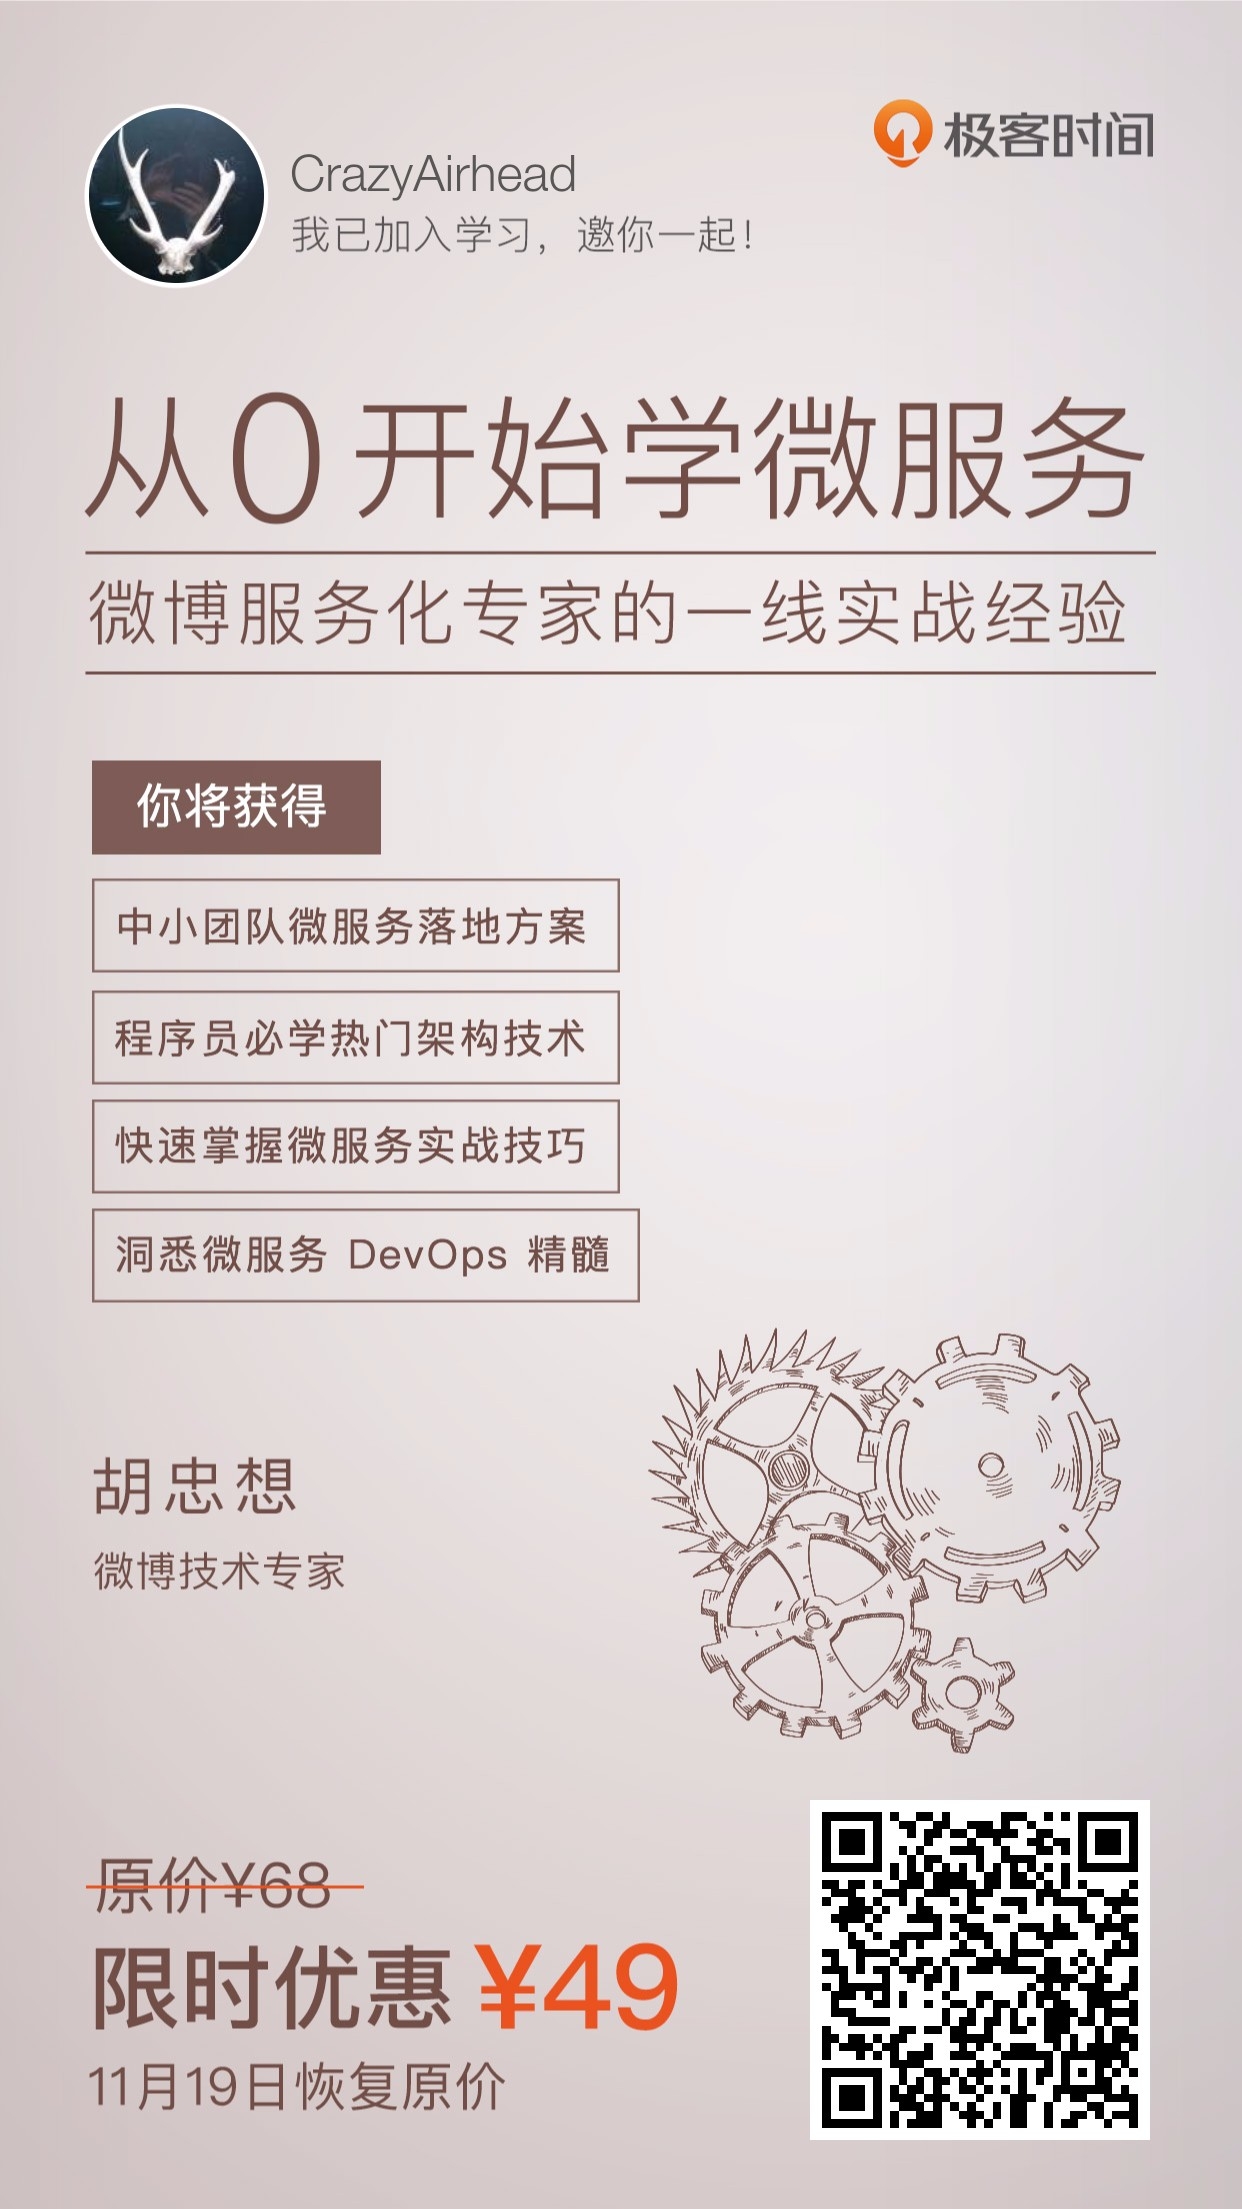 极客时间
CrazyAirhead
我已加入学习，邀你一起！
从0开始学微服务
微博服务化专家的一线实战经验
你将获得
中小团队微服务落地方案
程序员必学热门架构技术
快速掌握微服务实战技巧
洞悉微服务 DevOps 精髓
胡忠想
微博技术专家
原价¥68
限时优惠 ¥49
11月19日恢复原价